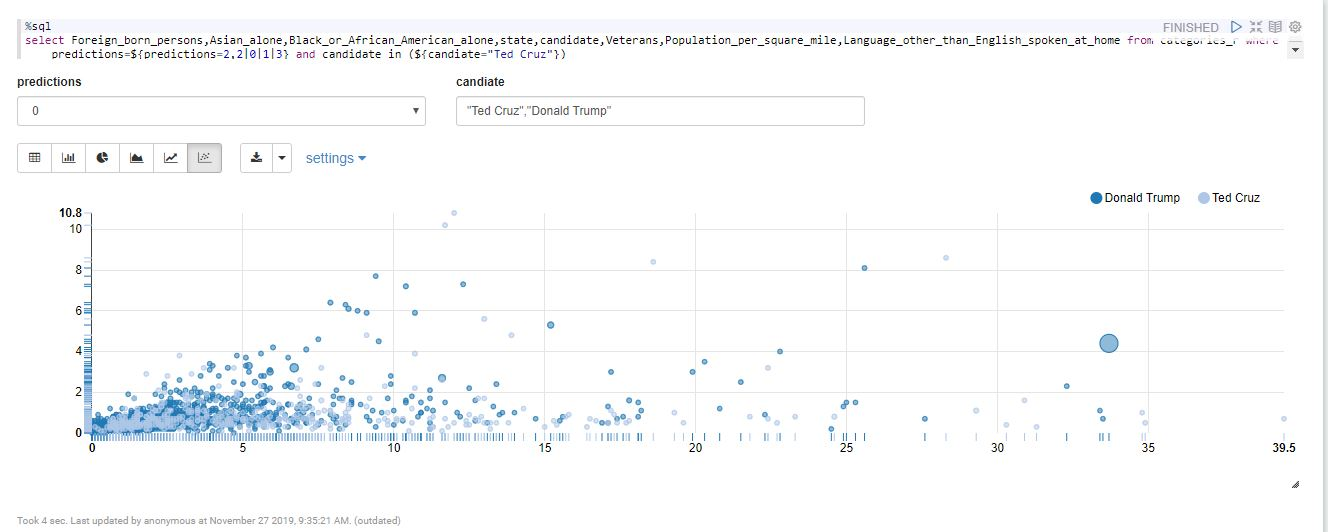 %sql
FINISHED
select Foreign_born_persons,Asian_alone,Black_or_African_American_alone,state,candidate,Veterans,Population_per_square_mile,Language_other_than_English_spoken_at_home from categories_r where
predictions=${predictions=2,2|0|1|3} and candidate in (${candiate="Ted Cruz"})
predictions
candiate
0
"Ted Cruz","Donald Trump"
settings
Donald Trump
Ted Cruz
10.8
10
8
6
4
2
0
0
5
10
15
20
25
30
35
39.5
Took 4 sec. Last updated by anonymous at November 27 2019, 9:35:21 AM. (outdated)